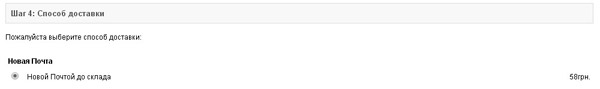 Шаг 4: Способ доставки
Пожалуйста выберите способ доставки:
Новая Почта
Новой Почтой до склада 58грн.